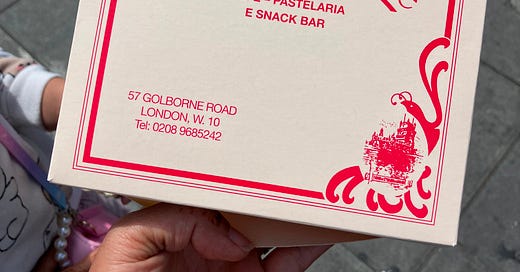 PASTELARIA
E SNACK BAR
57 GOLBORNE ROAD
LONDON, W. 10
Tel: 0208 9685242